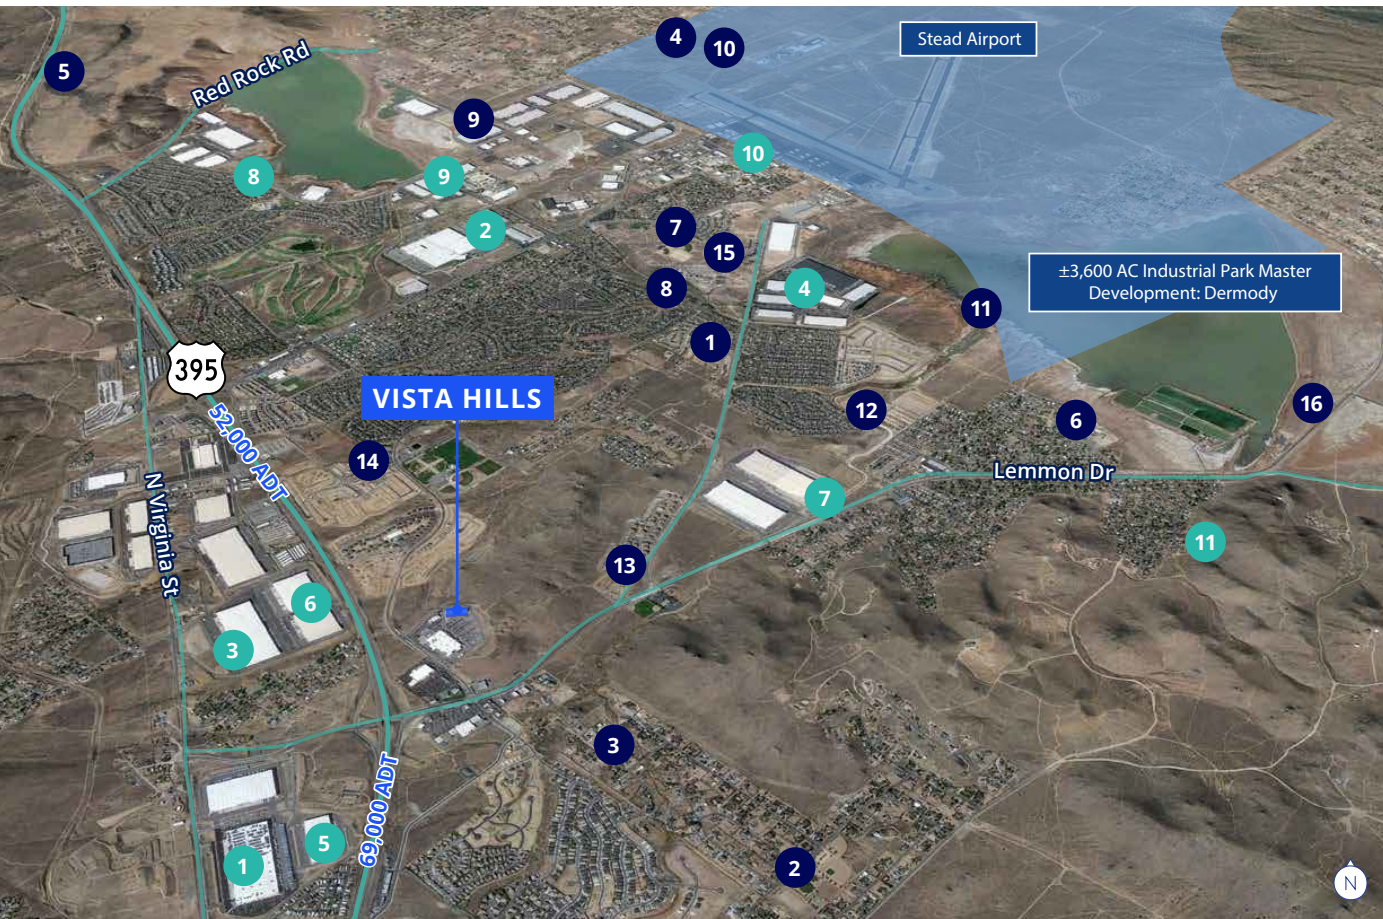 4
10
Stead Airport
5
Red Rock Rd
9
10
8
9
2
7
15
8
4
±3,600 AC Industrial Park Master
Development: Dermody
11
1
395
VISTA HILLS
12
6
16
52,000 ADT
14
Lemmon Dr
N Virginia St
7
11
13
6
3
3
69,000 ADT
5
1
2
N